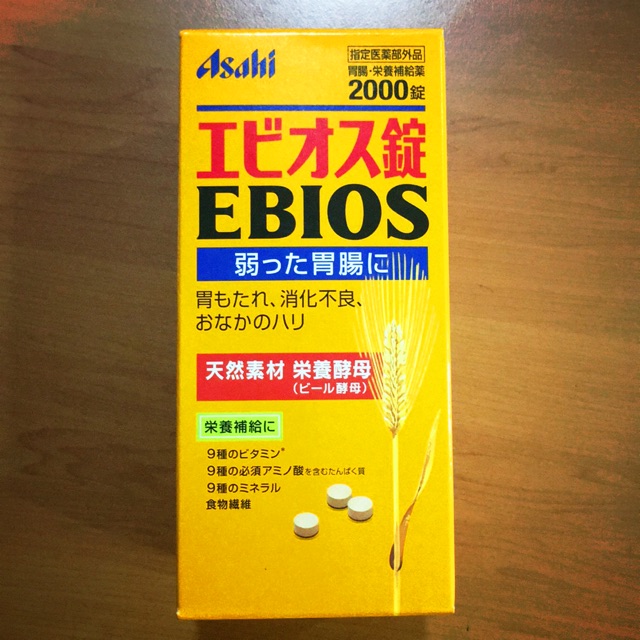 Asahi
指定医薬部外品
胃腸・栄養補給薬
2000錠
エビオス錠
EBIOS
弱った胃腸に
胃もたれ、消化不良、
おなかのハリ
天然素材 栄養酵母
(ビール酵母)
栄養補給に
9種のビタミン*
9種の必須アミノ酸を含むたんぱく質
9種のミネラル
食物繊維